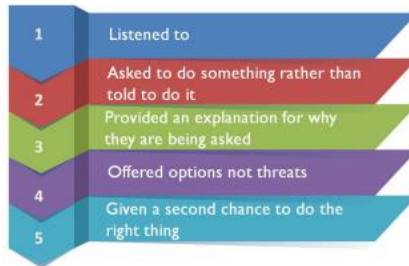 1
Listened to
2
Asked to do something rather than
told to do it
3
Provided an explanation for why
they are being asked
4
Offered options not threats
5
Given a second chance to do the
right thing